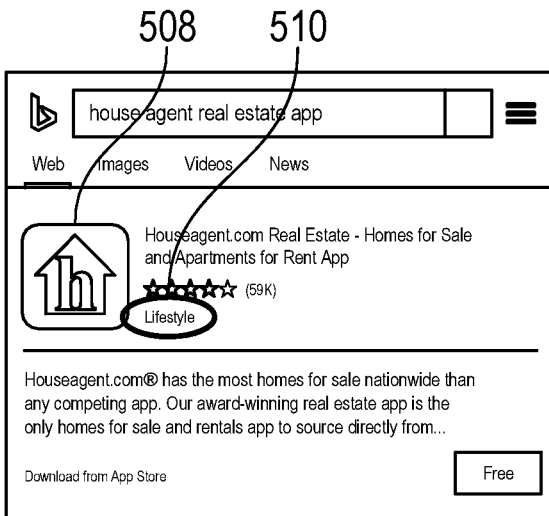 508 510
house agent real estate app
Web Images Videos News
Houseagent.com Real Estate - Homes for Sale
and Apartments for Rent App
(59K)
Lifestyle
h
Houseagent.com® has the most homes for sale nationwide than
any competing app. Our award-winning real estate app is the
only homes for sale and rentals app to source directly from...
Download from App Store
Free